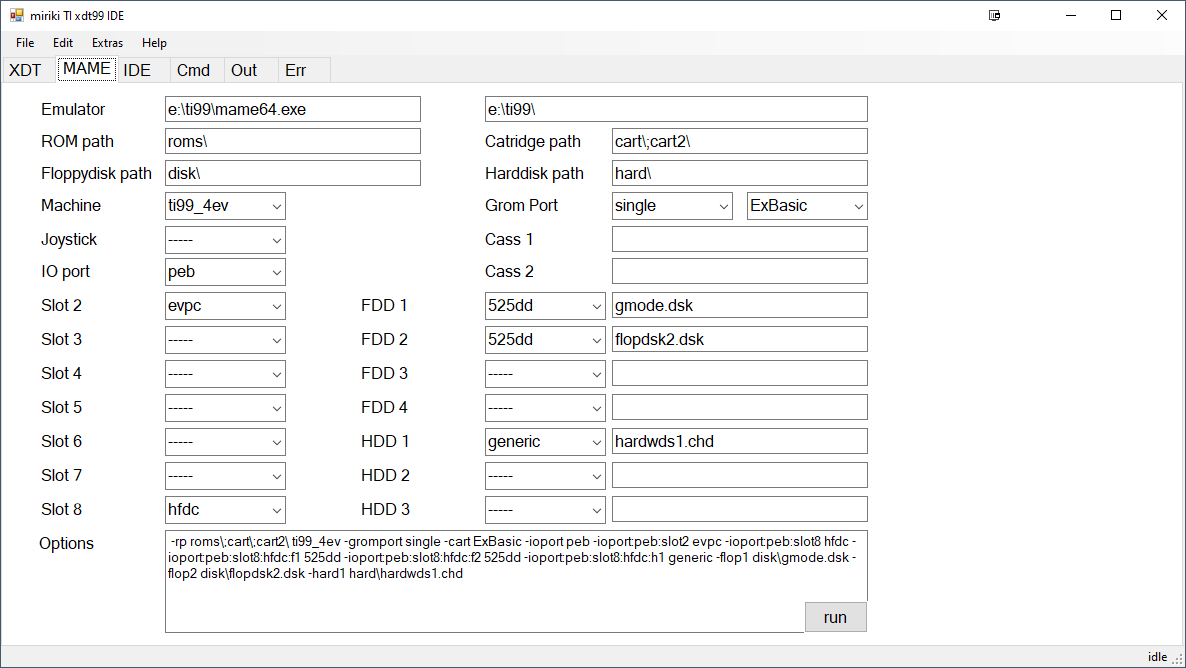 miriki TI xdt99 IDE
File Edit Extras Help
XDT MAME IDE Cmd Out Err
Emulator e:\ti99\mame64.exe e:\ti99\
ROM path roms\ Catridge path cart\;cart2\
Floppydisk path disk\ Harddisk path hard\
Machine ti99_4ev Grom Port single ExBasic
Joystick ----- Cass 1
IO port peb Cass 2
Slot 2 evpc FDD 1 525dd gmode.dsk
Slot 3 ----- FDD 2 525dd flopdsk2.dsk
Slot 4 ----- FDD 3 -----
Slot 5 ----- FDD 4 -----
Slot 6 ----- HDD 1 generic hardwds1.chd
Slot 7 ----- HDD 2 -----
Slot 8 hfdc HDD 3 -----
Options -rp roms\;cart\;cart2\ ti99_4ev -gromport single -cart ExBasic -ioport peb -ioport:peb:slot2 evpc -ioport:peb:slot8 hfdc -
ioport:peb:slot8:hfdc:f1 525dd -ioport:peb:slot8:hfdc:f2 525dd -ioport:peb:slot8:hfdc:h1 generic -flop1 disk\gmode.dsk -
flop2 disk\flopdsk2.dsk -hard1 hard\hardwds1.chd
run
idle